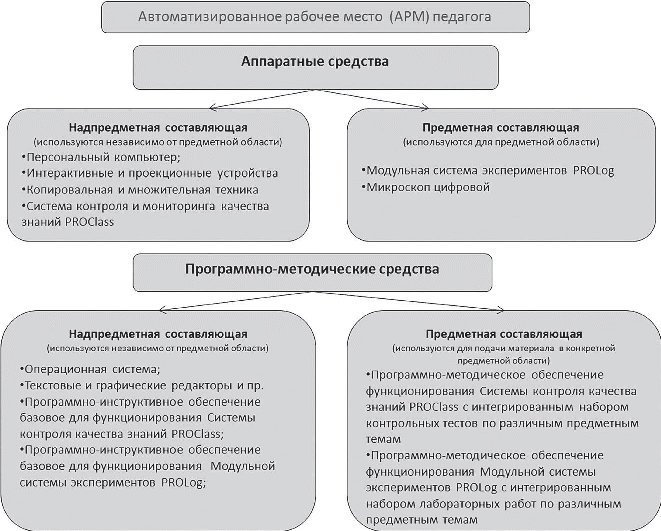 Автоматизированное рабочее место (АРМ) педагога
Аппаратные средства
Надпредметная составляющая
(используются независимо от предметной области)
•Персональный компьютер;
•Интерактивные и проекционные устройства
•Копировальная и множительная техника
•Система контроля и мониторинга качества
знаний PROClass
Предметная составляющая
(используются для предметной области)
•Модульная система экспериментов PROLog
•Микроскоп цифровой
Программно-методические средства
Надпредметная составляющая
(используются независимо от предметной области)
•Операционная система;
•Текстовые и графические редакторы и пр.
•Программно-инструктивное обеспечение
базовое для функционирования Системы
контроля качества знаний PROClass;
•Программно-инструктивное обеспечение
базовое для функционирования Модульной
системы экспериментов PROLog;
Предметная составляющая
(используются для подачи материала в конкретной
предметной области)
•Программно-методическое обеспечение
функционирования Системы контроля качества
знаний PROClass с интегрированным набором
контрольных тестов по различным предметным
темам
•Программно-методическое обеспечение
функционирования Модульной системы
экспериментов PROLog с интегрированным
набором лабораторных работ по различным
предметным темам